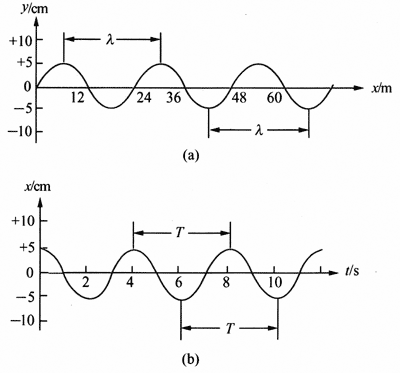 y/cm
+10
λ
+5
0
12 24 36 48 60
x/m
−5
λ
−10
(a)
x/cm
+10
T
+5
0
2 4 6 8 10
t/s
−5
T
−10
(b)